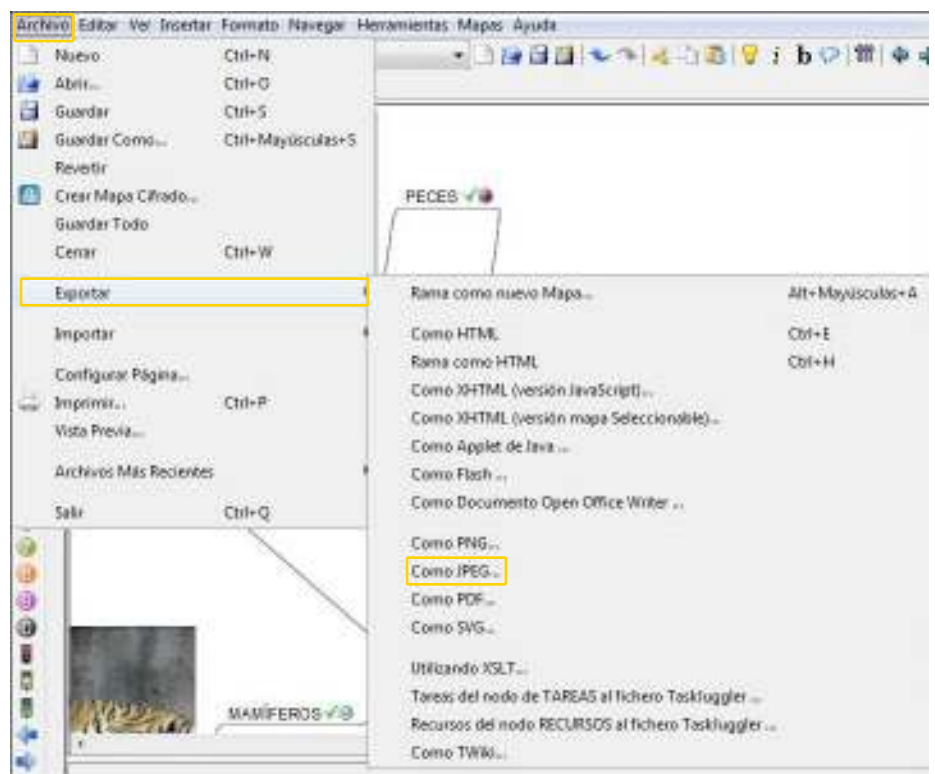 Archivo Editar Ver Insertar Formato Navegar Herramientas Mapas Ayuda
Nuevo Ctrl+N
Abrir... Ctrl+O
Guardar Ctrl+S
Guardar Como... Ctrl+Mayúsculas+S
Revertir
Crear Mapa Cifrado...
Guardar Todo
Cerrar Ctrl+W
Exportar
Importar
Configurar Página...
Imprimir... Ctrl+P
Vista Previa...
Archivos Más Recientes
Salir Ctrl+Q
PECES
Rama como nuevo Mapa... Alt+Mayúsculas+A
Como HTML Ctrl+E
Rama como HTML Ctrl+H
Como XHTML (versión JavaScript)...
Como XHTML (versión mapa Seleccionable)...
Como Applet de Java ...
Como Flash ...
Como Documento Open Office Writer ...
Como PNG...
Como JPEG...
Como PDF...
Como SVG...
Utilizando XSLT...
Tareas del nodo de TAREAS al fichero TaskJuggler ...
Recursos del nodo RECURSOS al fichero TaskJuggler ...
Como TWiki...
MAMÍFEROS